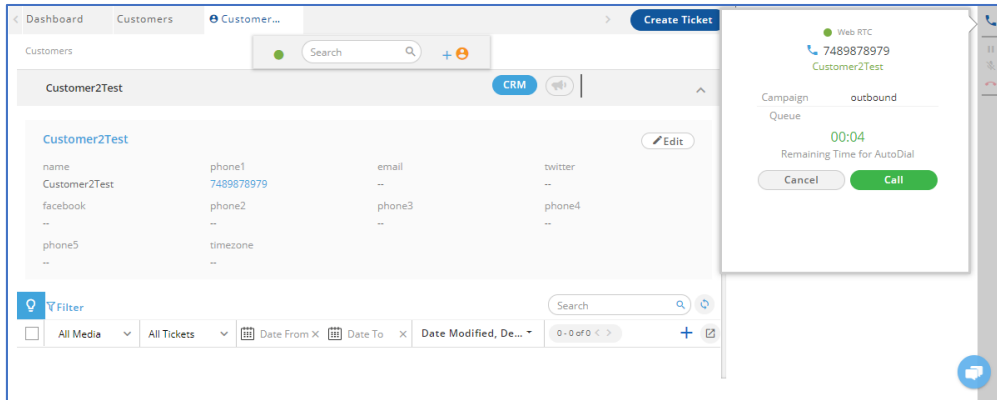 Dashboard Customers Customer... Create Ticket
Customers
Search
Customer2Test CRM
Customer2Test Edit
name phone1 email twitter
Customer2Test 7489878979 -- --
facebook phone2 phone3 phone4
-- -- -- --
phone5 timezone
-- --
Filter Search
All Media All Tickets Date From Date To Date Modified, De... 0 - 0 of 0
Web RTC
7489878979
Customer2Test
Campaign outbound
Queue
00:04
Remaining Time for AutoDial
Cancel Call